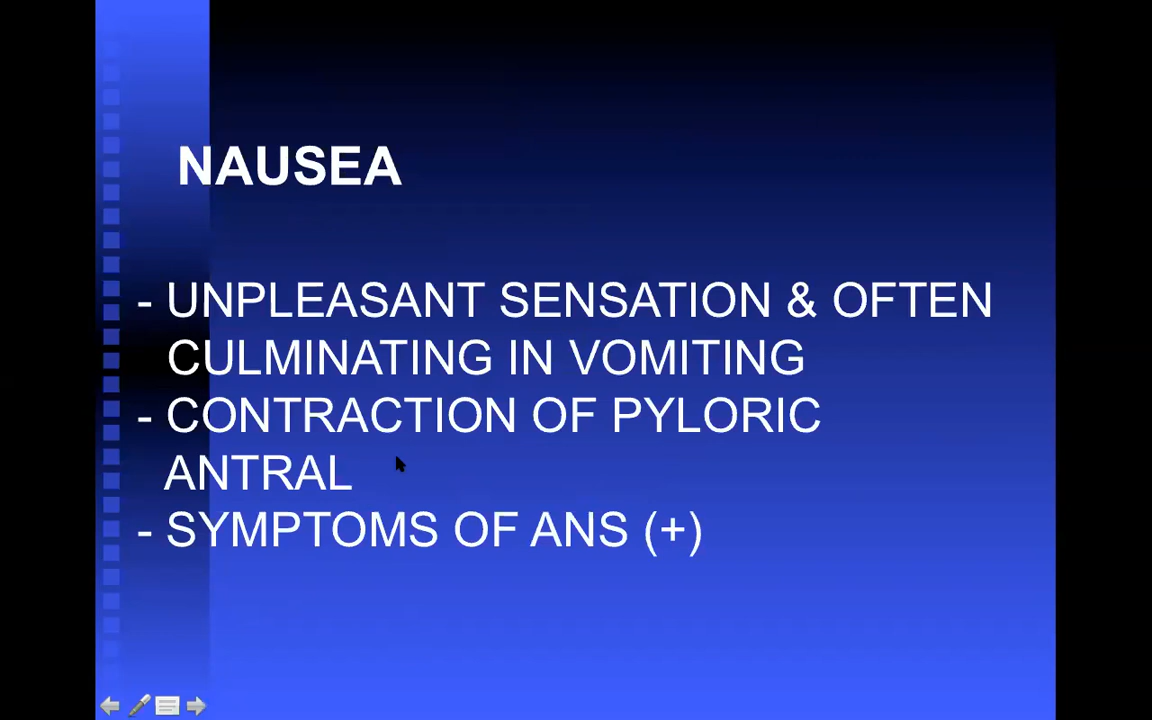 NAUSEA
- UNPLEASANT SENSATION & OFTEN
CULMINATING IN VOMITING
- CONTRACTION OF PYLORIC
ANTRAL
- SYMPTOMS OF ANS (+)